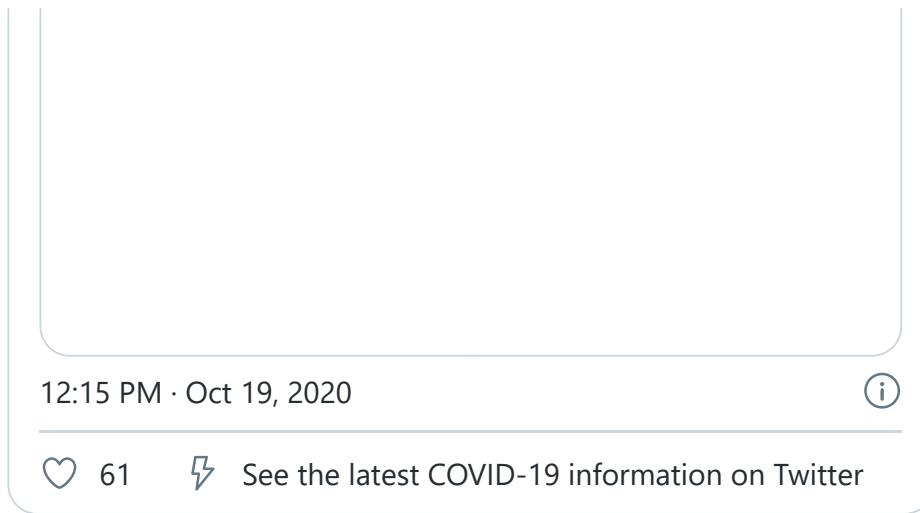 12:15 PM · Oct 19, 2020
61 See the latest COVID-19 information on Twitter